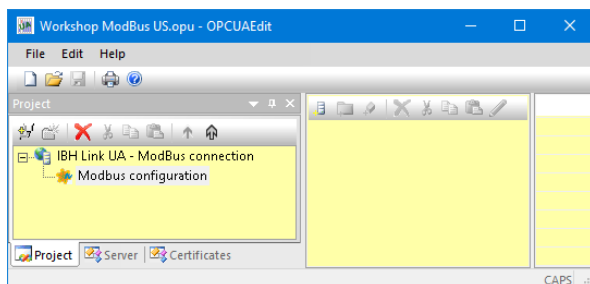 Workshop ModBus US.opu - OPCUAEdit
File Edit Help
Project
IBH Link UA - ModBus connection
Modbus configuration
Project Server Certificates
CAPS